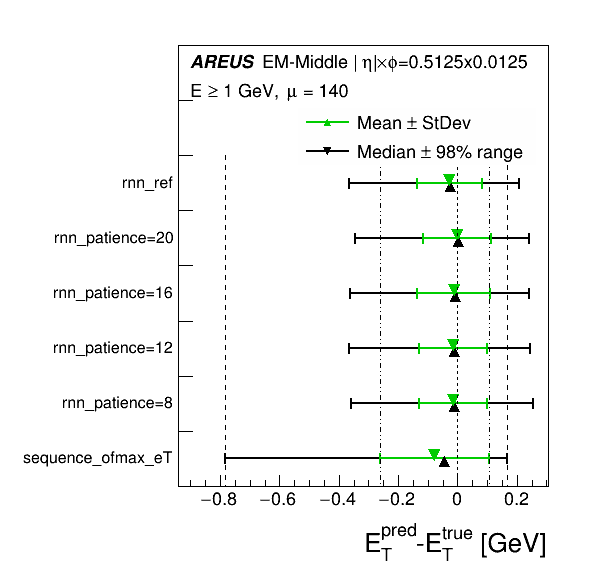 AREUS EM-Middle | η|×ϕ=0.5125x0.0125
E ≥ 1 GeV, μ = 140
Mean ± StDev
Median ± 98% range
rnn_ref
rnn_patience=20
rnn_patience=16
rnn_patience=12
rnn_patience=8
sequence_ofmax_eT
−0.8 −0.6 −0.4 −0.2 0 0.2
E_T^pred-E_T^true [GeV]